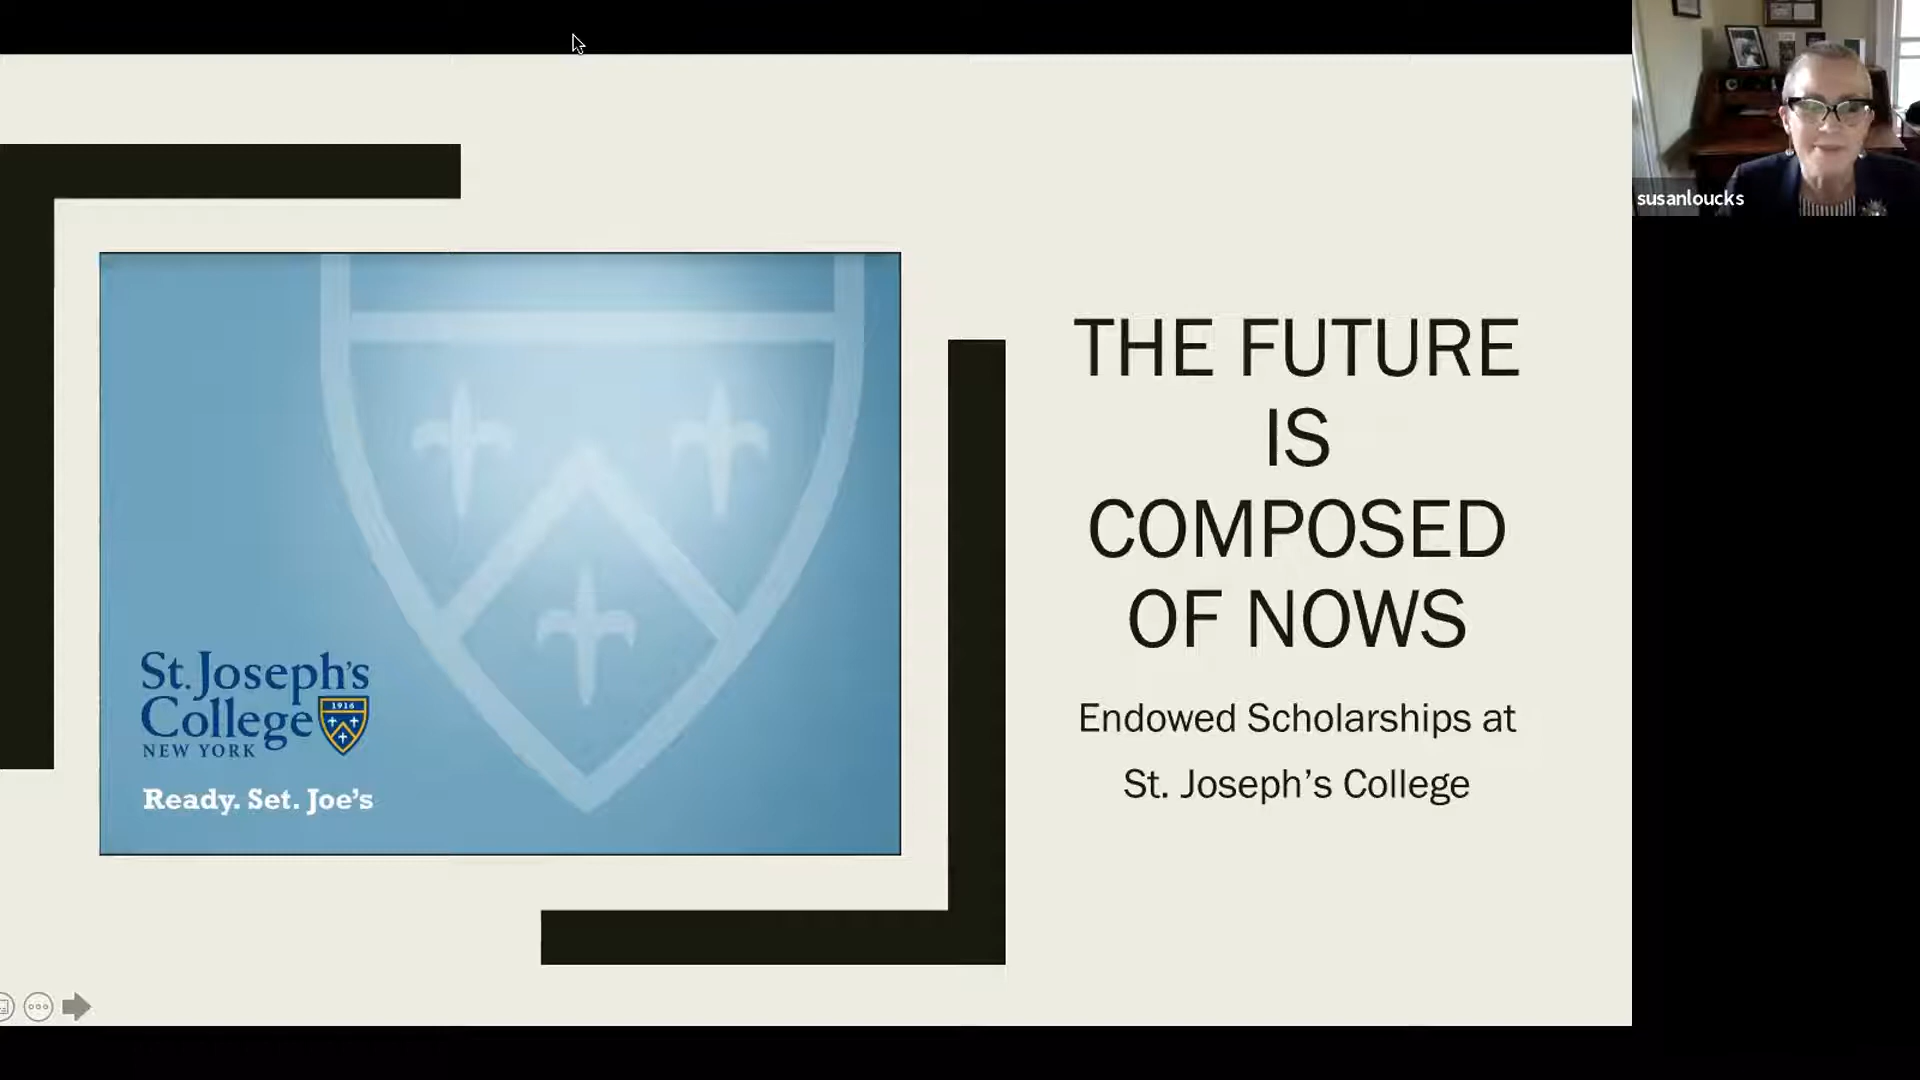 susanloucks
THE FUTURE
IS
COMPOSED
OF NOWS
Endowed Scholarships at
St. Joseph’s College
St. Joseph's
College
1916
NEW YORK
Ready. Set. Joe's